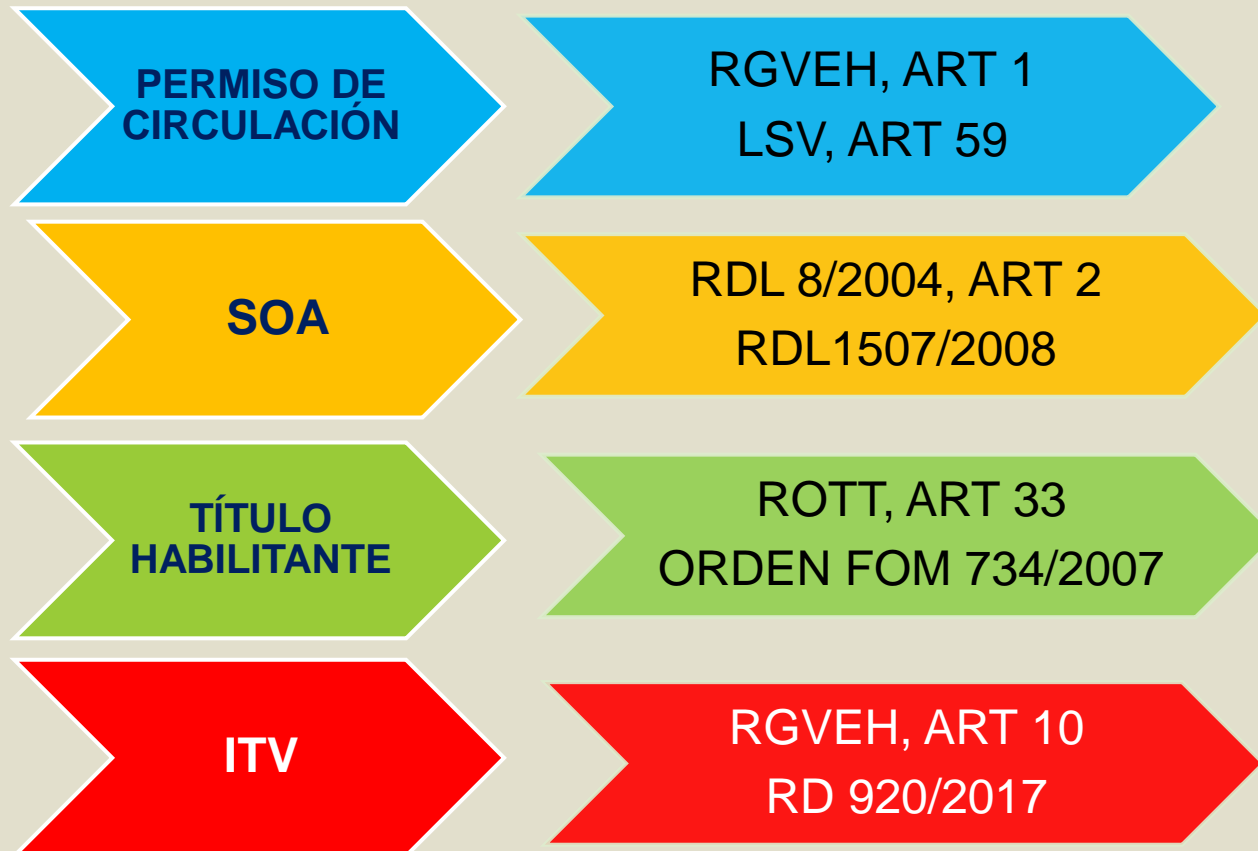 PERMISO DE
CIRCULACIÓN
RGVEH, ART 1
LSV, ART 59
SOA
RDL 8/2004, ART 2
RDL1507/2008
TÍTULO
HABILITANTE
ROTT, ART 33
ORDEN FOM 734/2007
ITV
RGVEH, ART 10
RD 920/2017